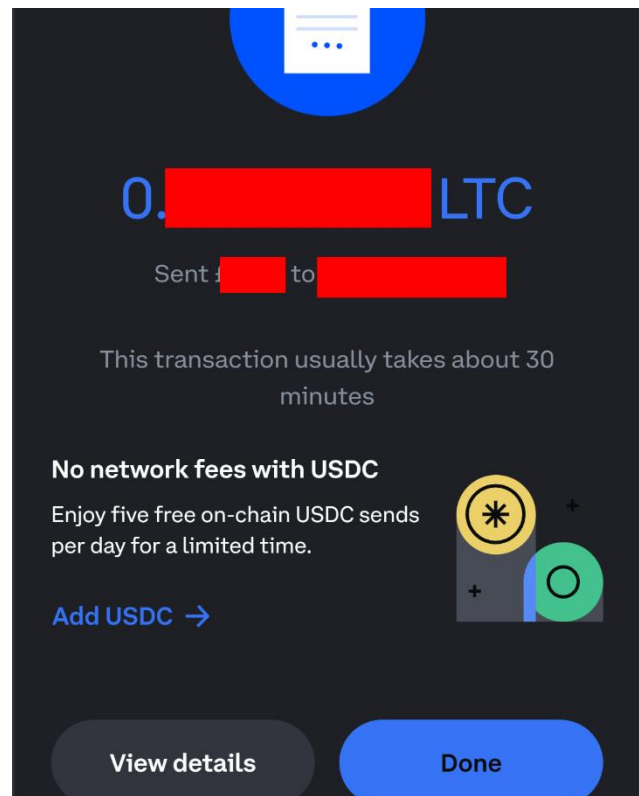 0. LTC
Sent to
This transaction usually takes about 30
minutes
No network fees with USDC
Enjoy five free on-chain USDC sends
per day for a limited time.
Add USDC →
View details
Done